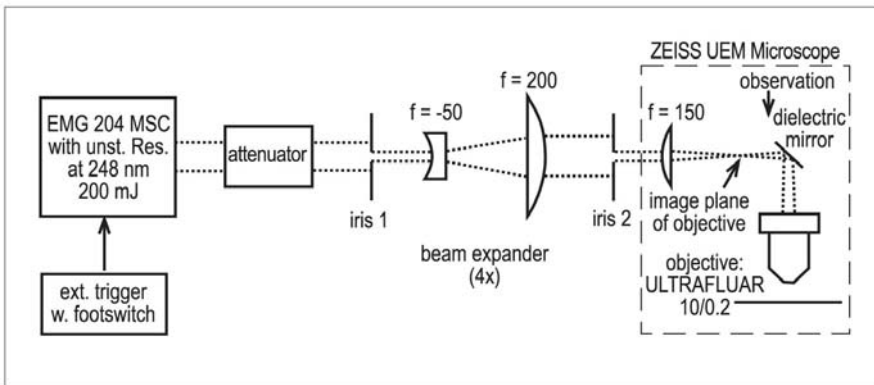 ZEISS UEM Microscope
observation
f = 200
f = -50
f = 150
dielectric
mirror
EMG 204 MSC
with unst. Res.
at 248 nm
200 mJ
attenuator
iris 1
iris 2
image plane
of objective
beam expander
(4x)
objective:
ULTRAFLUAR
10/0.2
ext. trigger
w. footswitch